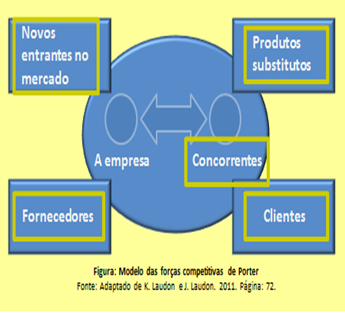 Novos
entrantes no
mercado
Produtos
substitutos
A empresa
Concorrentes
Fornecedores
Clientes
Figura: Modelo das forças competitivas de Porter
Fonte: Adaptado de K. Laudon e J. Laudon. 2011. Página: 72.